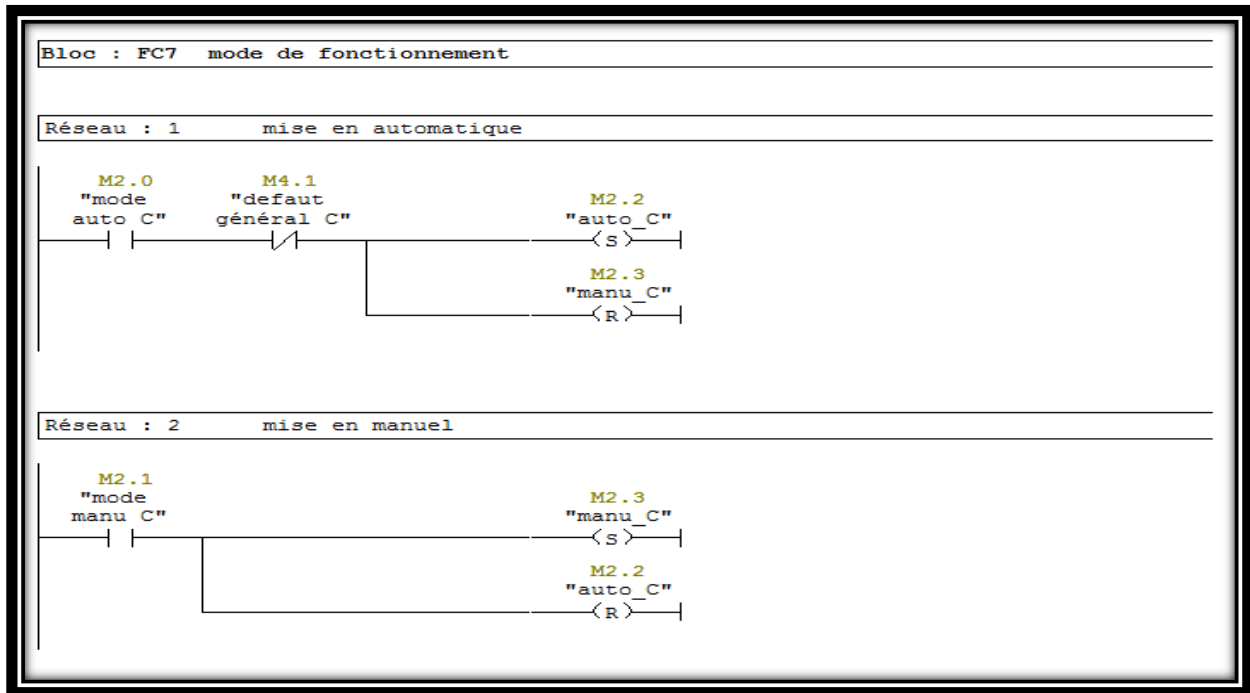 Bloc : FC7 mode de fonctionnement
Réseau : 1 mise en automatique
M2.0 M4.1
"mode "defaut M2.2
auto C" général C" "auto_C"
S
M2.3
"manu_C"
R
Réseau : 2 mise en manuel
M2.1
"mode M2.3
manu C" "manu_C"
S
M2.2
"auto_C"
R